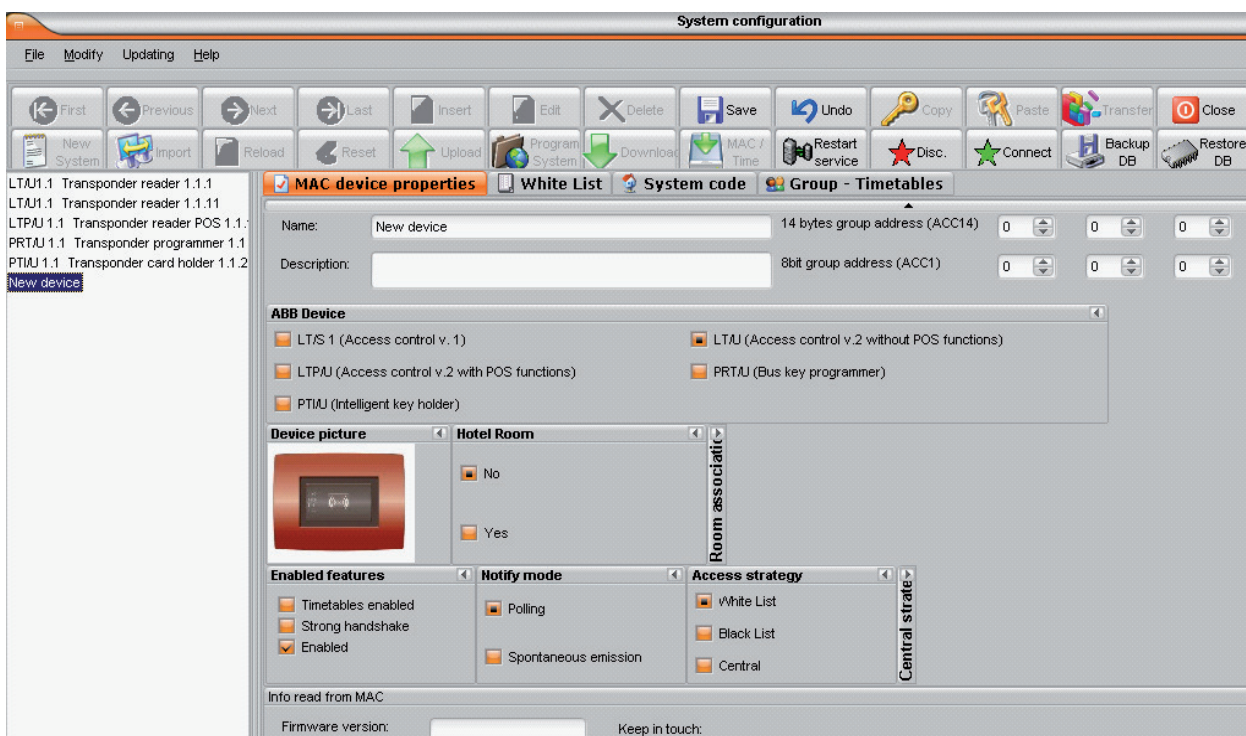 System configuration
File Modify Updating Help
First Previous Next Last Insert Edit Delete Save Undo Copy Paste Transfer Close
New System Import Reload Reset Upload Program System Download MAC / Time Restart service Disc. Connect Backup DB Restore DB
LT/U1.1 Transponder reader 1.1.1
LT/U1.1 Transponder reader 1.1.11
LTP/U 1.1 Transponder reader POS 1.1.
PRT/U 1.1 Transponder programmer 1.1
PTI/U 1.1 Transponder card holder 1.1.2
New device
MAC device properties White List System code Group - Timetables
Name: New device 14 bytes group address (ACC14) 0 0 0
Description: 8bit group address (ACC1) 0 0 0
ABB Device
LT/S 1 (Access control v. 1) LT/U (Access control v.2 without POS functions)
LTP/U (Access control v.2 with POS functions) PRT/U (Bus key programmer)
PTI/U (Intelligent key holder)
Device picture Hotel Room Room associatic
No
Yes
Enabled features Notify mode Access strategy Central strate
Timetables enabled Polling White List
Strong handshake Black List
Enabled Spontaneous emission Central
Info read from MAC
Firmware version: Keep in touch: